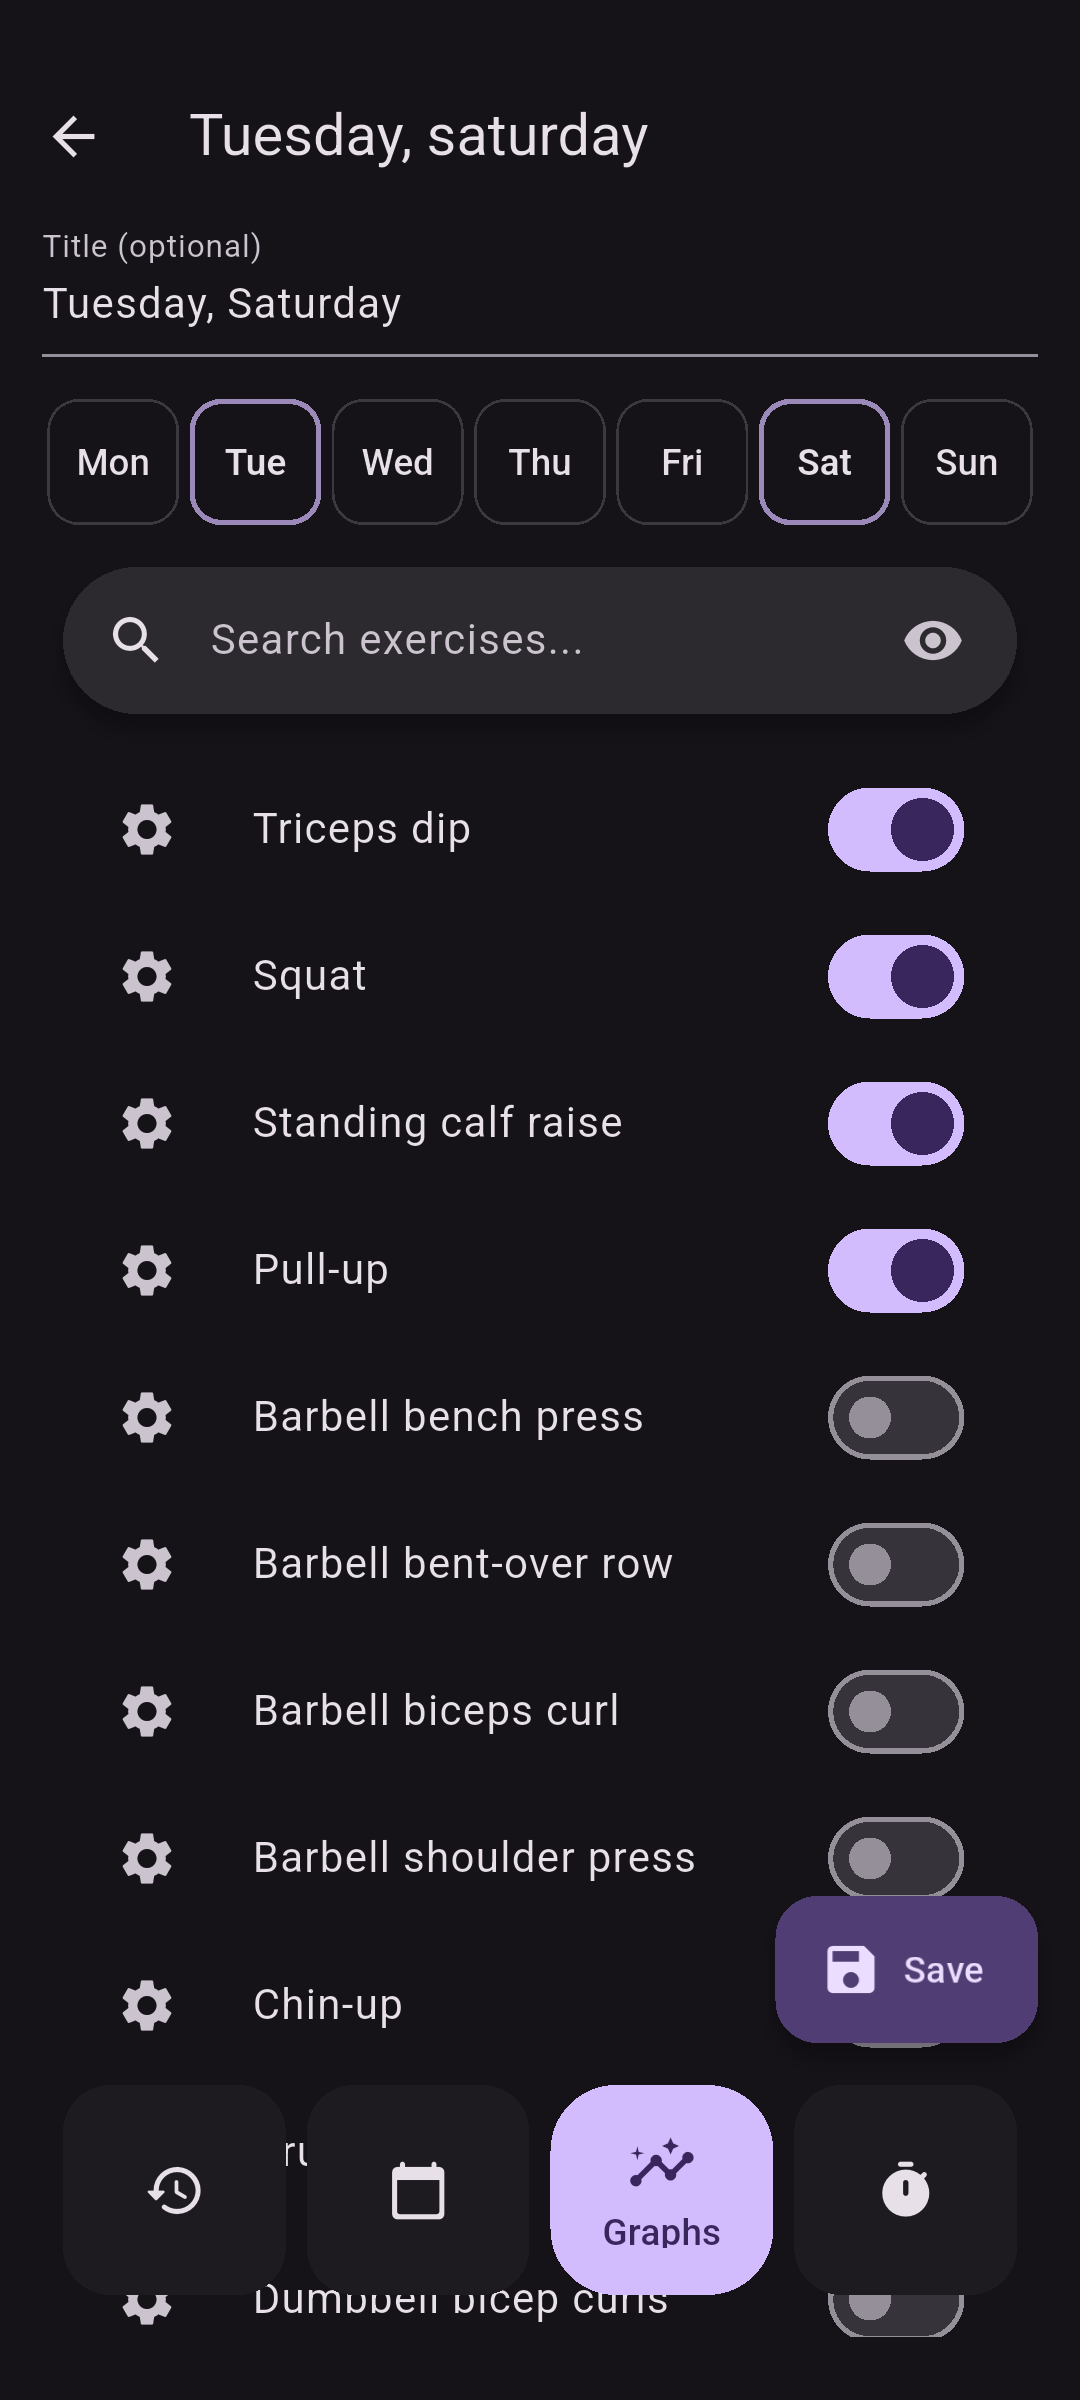 Tuesday, saturday
Title (optional)
Tuesday, Saturday
Mon Tue Wed Thu Fri Sat Sun
Search exercises...
Triceps dip
Squat
Standing calf raise
Pull-up
Barbell bench press
Barbell bent-over row
Barbell biceps curl
Barbell shoulder press
Save
Chin-up
Graphs
Dumbbell bicep curls